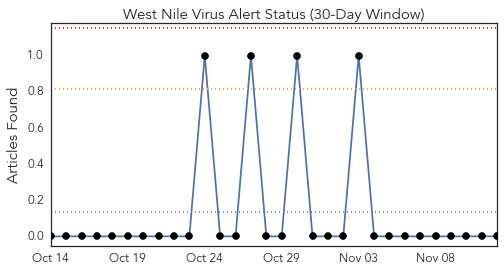 West Nile Virus Alert Status (30-Day Window)
Articles Found
1.0
0.8
0.6
0.4
0.2
0.0
Oct 14 Oct 19 Oct 24 Oct 29 Nov 03 Nov 08